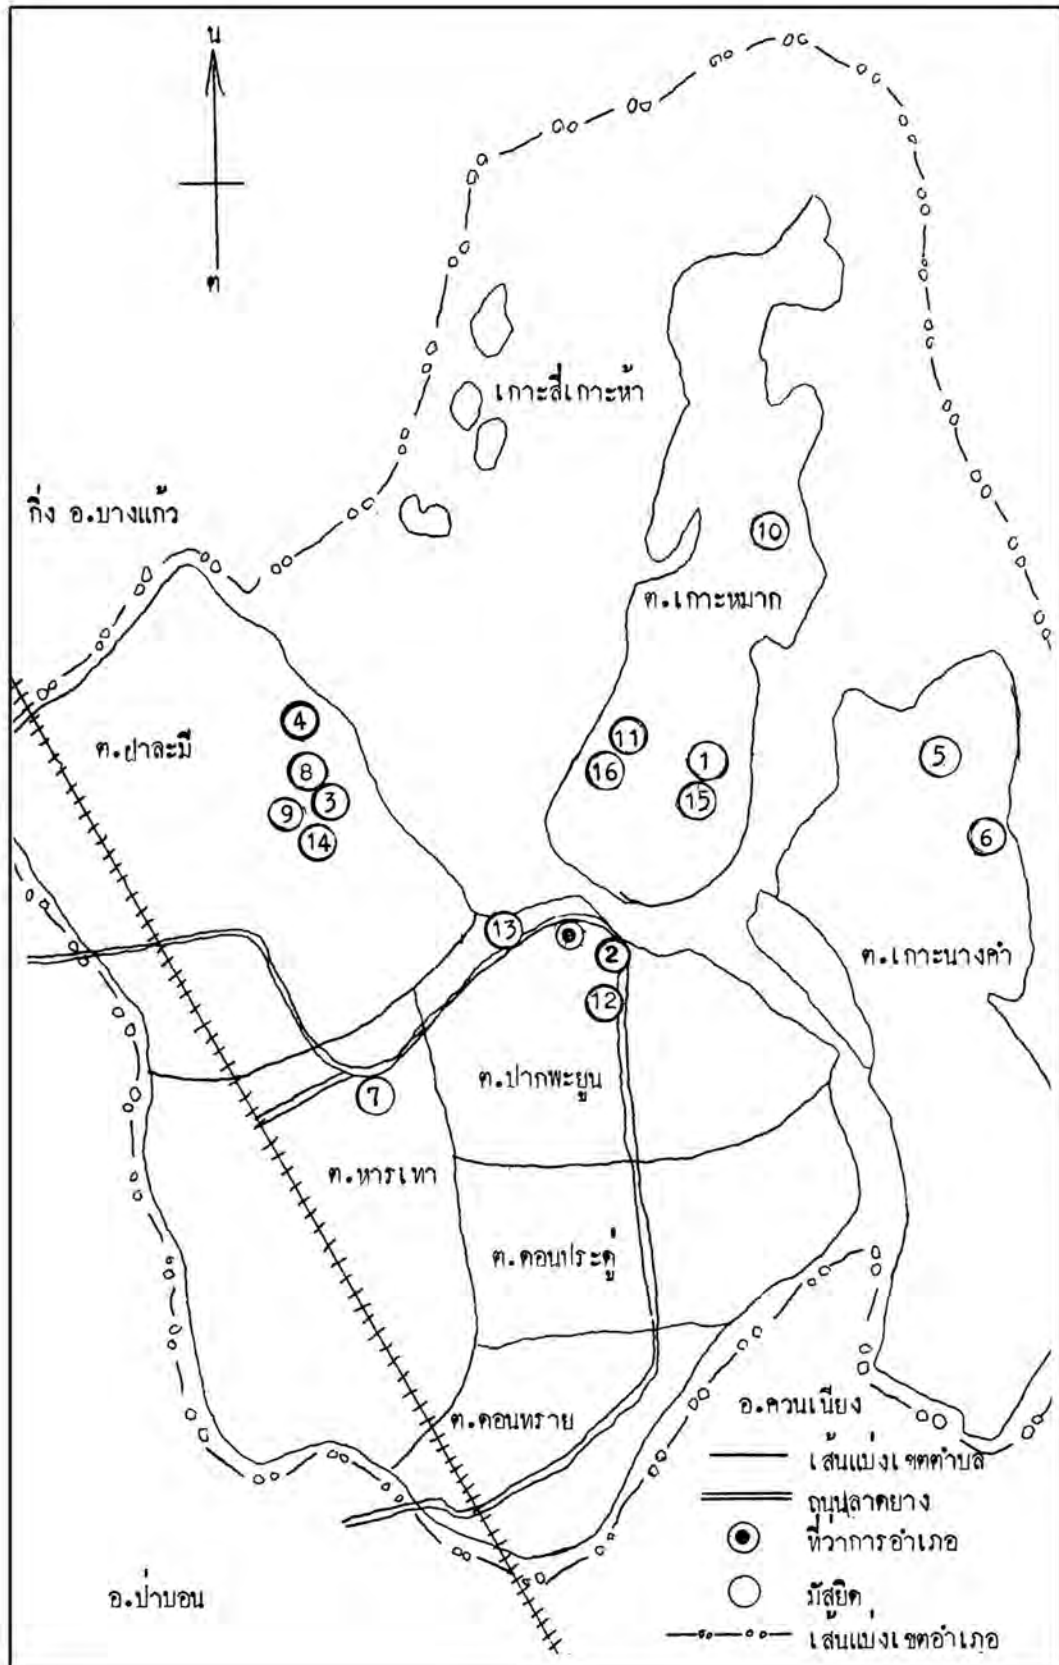 น
ต
เกาะสี่เกาะห้า
กิ่ง อ.บางแก้ว
10
ต.เกาะหมาก
4
ต.ฝาละมี
11
1
5
8
16
3
15
9
6
14
13
2
ต.เกาะนางคำ
12
ต.ปากพะยูน
7
ต.หารเทา
ต.ดอนประดู่
อ.ควนเนียง
ต.ดอนทราย
เส้นแบ่งเขตตำบล
ถนนลาดยาง
ที่ว่าการอำเภอ
อ.ป่าบอน
มัสยิด
เส้นแบ่งเขตอำเภอ